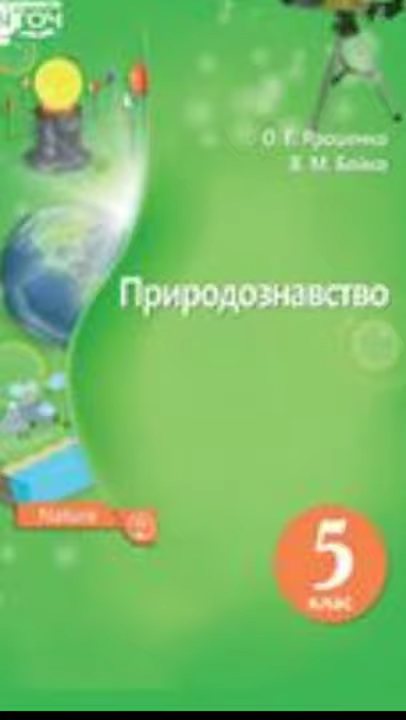 О. Г. Ярошенко
В. М. Бойко
Природознавство
Nature
5
клас